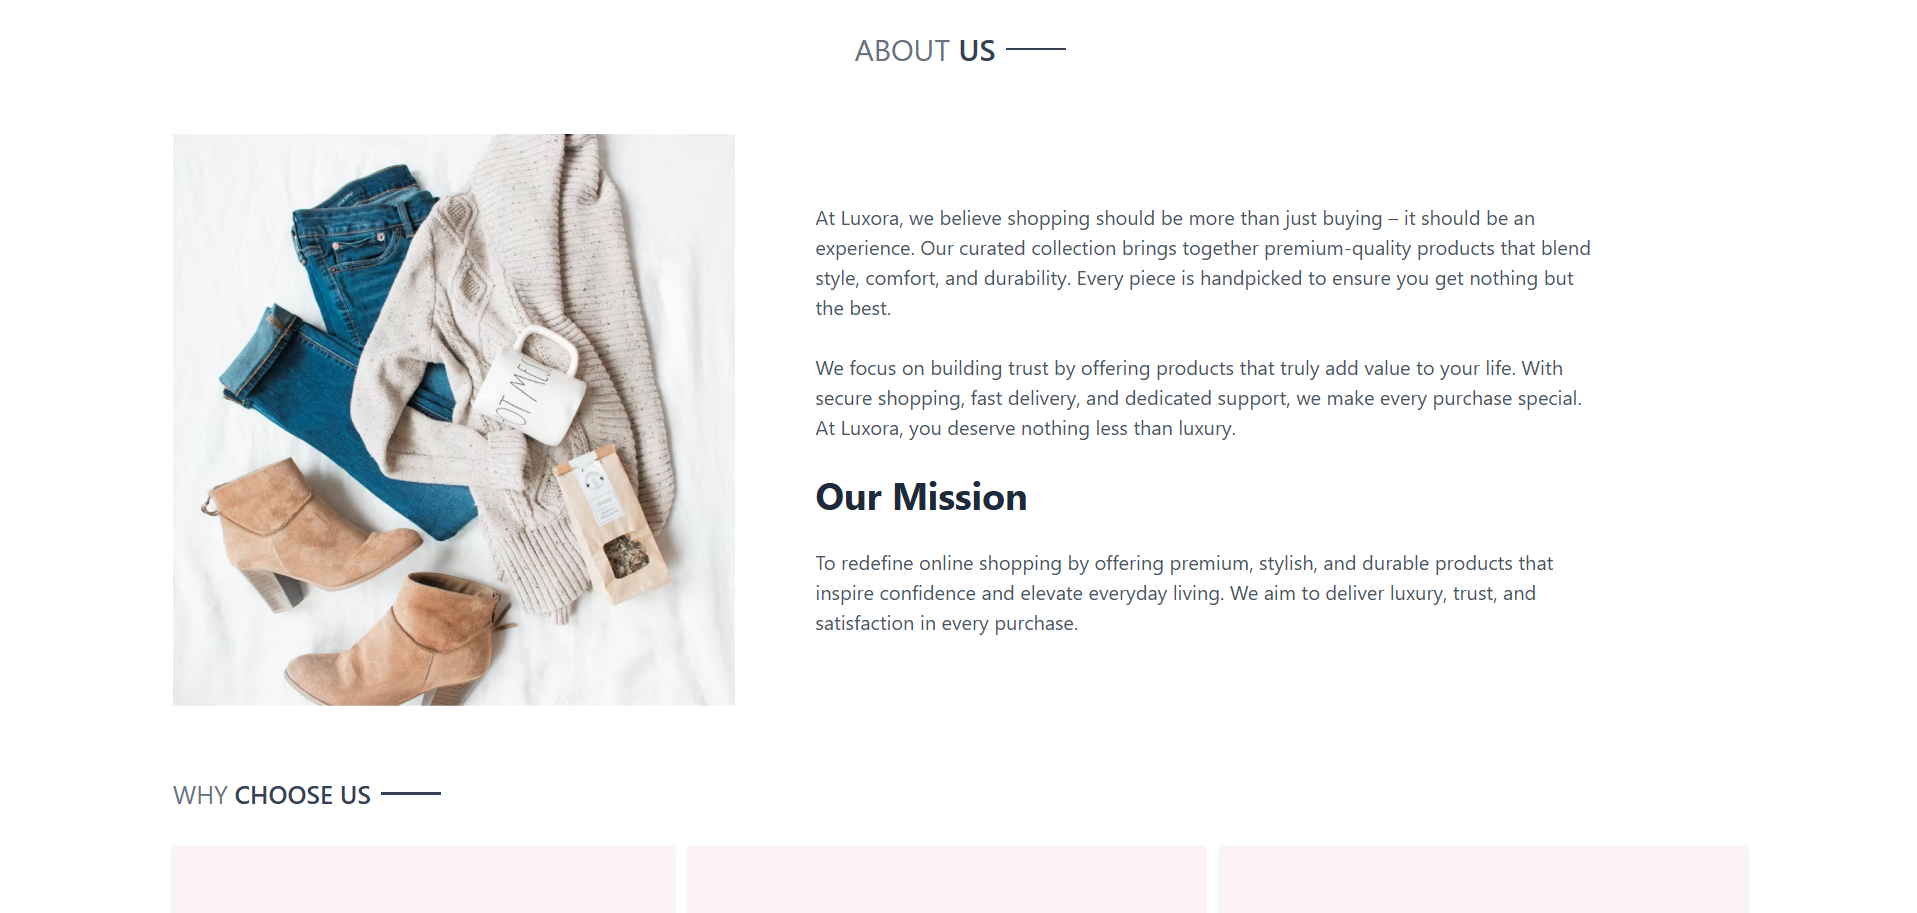 ABOUT US
At Luxora, we believe shopping should be more than just buying – it should be an
experience. Our curated collection brings together premium-quality products that blend
style, comfort, and durability. Every piece is handpicked to ensure you get nothing but
the best.
We focus on building trust by offering products that truly add value to your life. With
secure shopping, fast delivery, and dedicated support, we make every purchase special.
At Luxora, you deserve nothing less than luxury.
Our Mission
To redefine online shopping by offering premium, stylish, and durable products that
inspire confidence and elevate everyday living. We aim to deliver luxury, trust, and
satisfaction in every purchase.
WHY CHOOSE US